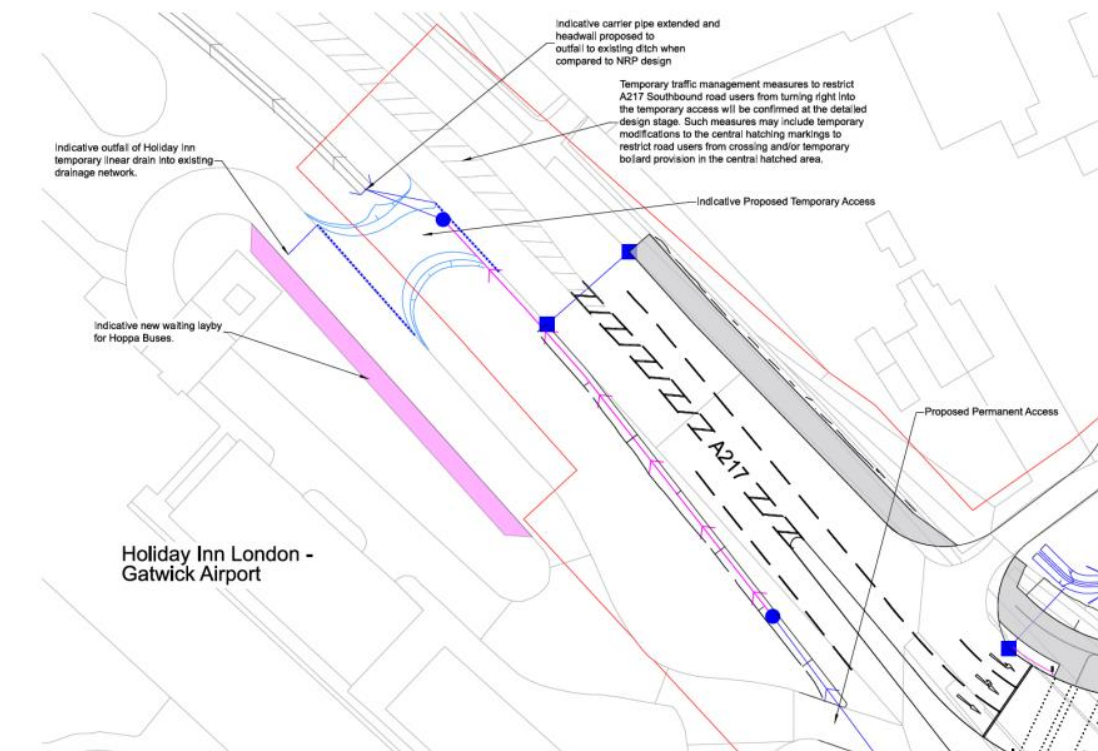 Indicative carrier pipe extended and
headwall proposed to
outfall to existing ditch when
compared to NRP design
Temporary traffic management measures to restrict
A217 Southbound road users from turning right into
the temporary access will be confirmed at the detailed
design stage. Such measures may include temporary
modifications to the central hatching markings to
restrict road users from crossing and/or temporary
bollard provision in the central hatched area.
Indicative outfall of Holiday Inn
temporary linear drain into existing
drainage network.
Indicative Proposed Temporary Access
Indicative new waiting layby
for Hoppa Buses.
Proposed Permanent Access
A217
Holiday Inn London -
Gatwick Airport